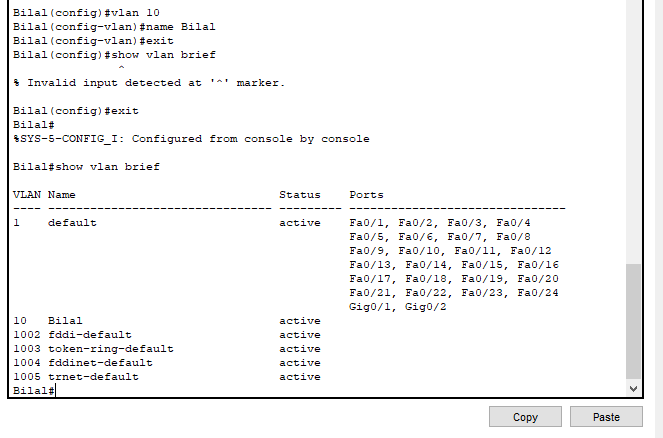 Bilal(config)#vlan 10
Bilal(config-vlan)#name Bilal
Bilal(config-vlan)#exit
Bilal(config)#show vlan brief
^
% Invalid input detected at '^' marker.
Bilal(config)#exit
Bilal#
%SYS-5-CONFIG_I: Configured from console by console
Bilal#show vlan brief
VLAN Name                             Status    Ports
---- -------------------------------- --------- -------------------------------
1    default                          active    Fa0/1, Fa0/2, Fa0/3, Fa0/4
                                                Fa0/5, Fa0/6, Fa0/7, Fa0/8
                                                Fa0/9, Fa0/10, Fa0/11, Fa0/12
                                                Fa0/13, Fa0/14, Fa0/15, Fa0/16
                                                Fa0/17, Fa0/18, Fa0/19, Fa0/20
                                                Fa0/21, Fa0/22, Fa0/23, Fa0/24
                                                Gig0/1, Gig0/2
10   Bilal                            active
1002 fddi-default                     active
1003 token-ring-default               active
1004 fddinet-default                  active
1005 trnet-default                    active
Bilal#
Copy Paste